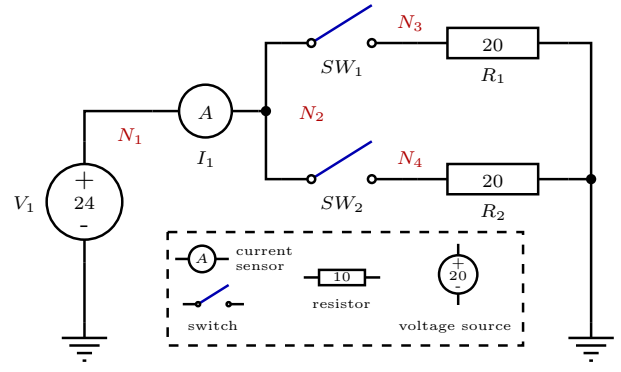 N3
20
SW1
R1
A
N2
N1
I1
N4
+
V1 24
-
20
SW2
R2
A current
sensor
+
10
20
-
resistor
switch
voltage source